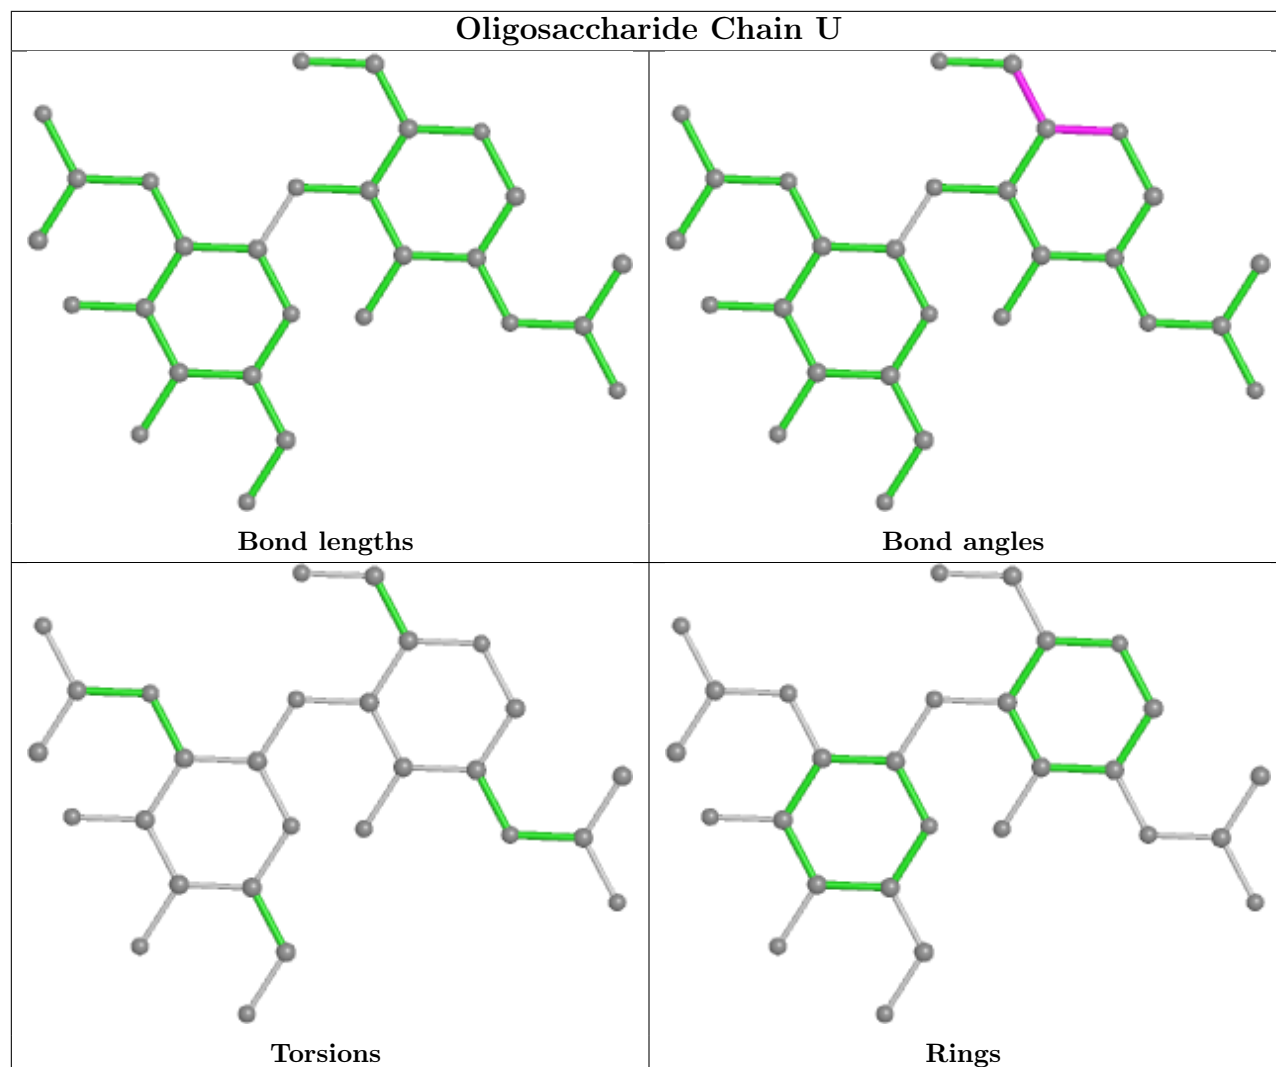 Oligosaccharide Chain U
Bond lengths
Bond angles
Torsions
Rings